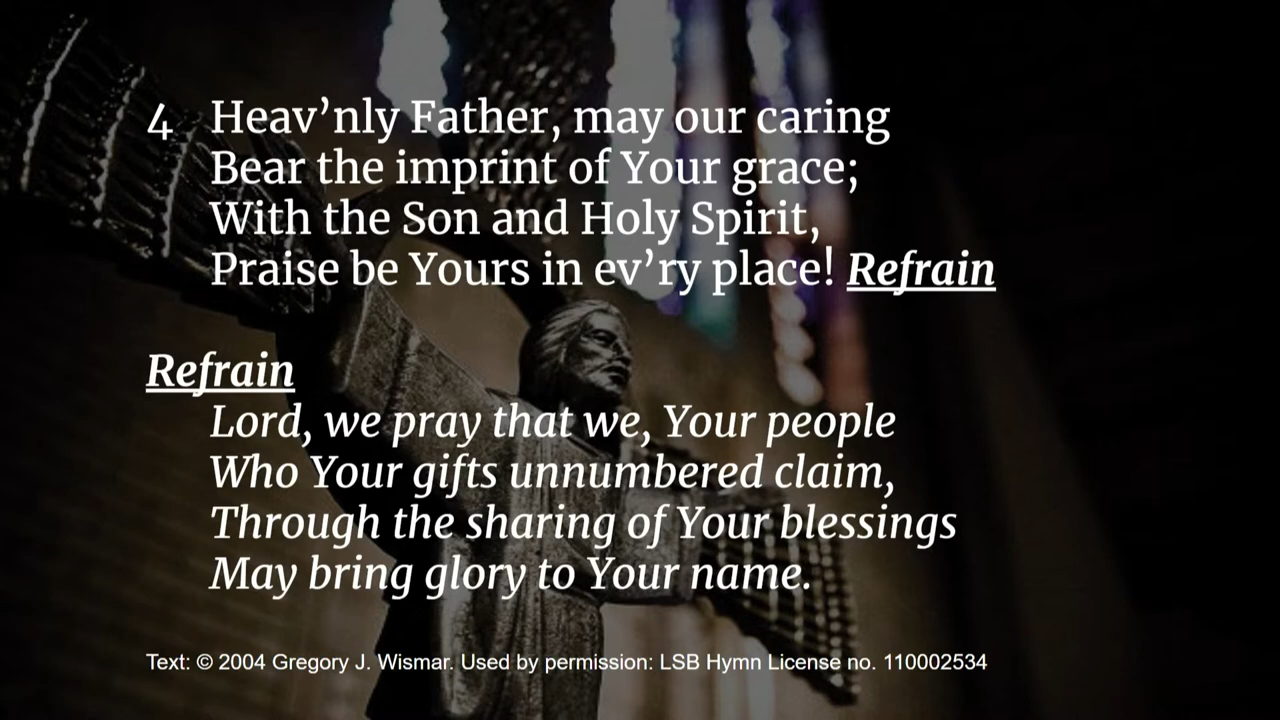 4 Heav’nly Father, may our caring
Bear the imprint of Your grace;
With the Son and Holy Spirit,
Praise be Yours in ev’ry place! Refrain
Refrain
Lord, we pray that we, Your people
Who Your gifts unnumbered claim,
Through the sharing of Your blessings
May bring glory to Your name.
Text: © 2004 Gregory J. Wismar. Used by permission: LSB Hymn License no. 110002534